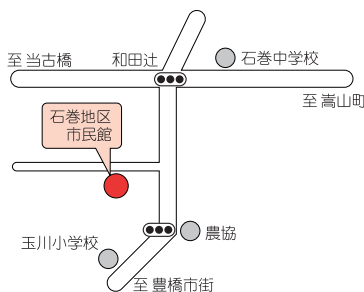 至 当古橋
和田辻
石巻中学校
至 嵩山町
石巻地区
市民館
農協
玉川小学校
至 豊橋市街